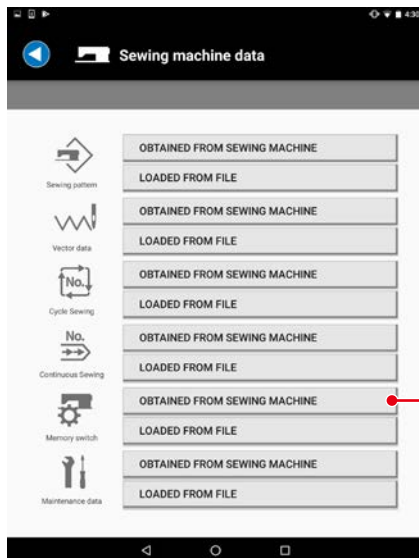 4:30
Sewing machine data
OBTAINED FROM SEWING MACHINE
LOADED FROM FILE
Sewing pattern
OBTAINED FROM SEWING MACHINE
LOADED FROM FILE
Vector data
OBTAINED FROM SEWING MACHINE
No.
LOADED FROM FILE
Cycle Sewing
OBTAINED FROM SEWING MACHINE
No.
LOADED FROM FILE
Continuous Sewing
OBTAINED FROM SEWING MACHINE
LOADED FROM FILE
Memory switch
OBTAINED FROM SEWING MACHINE
LOADED FROM FILE
Maintenance data